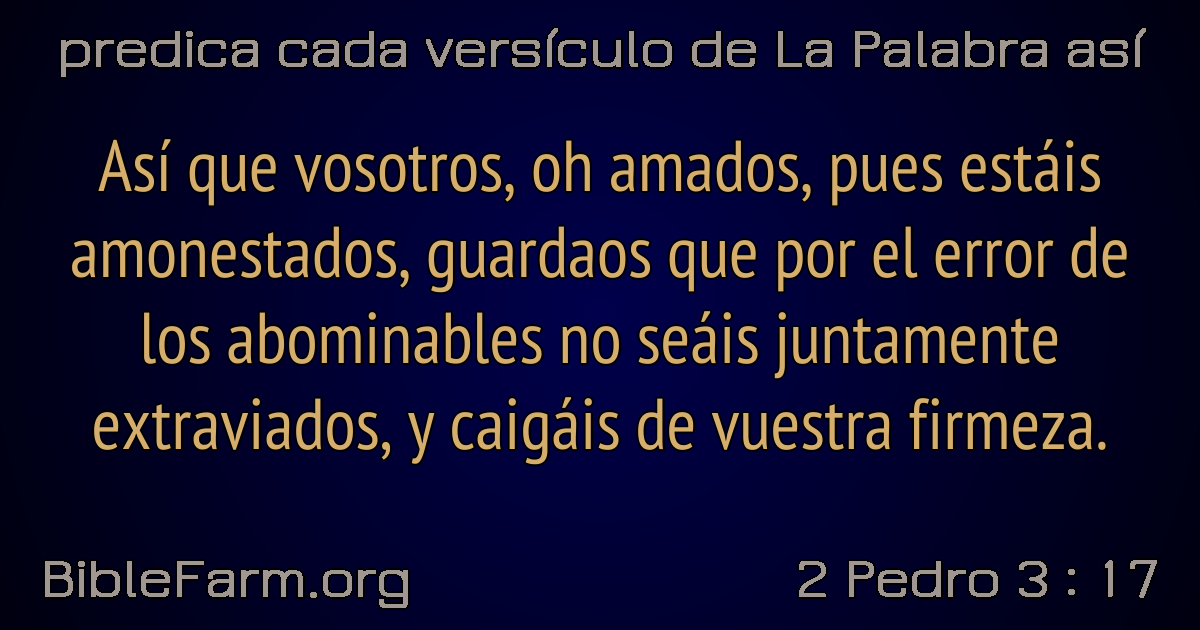 predica cada versículo de La Palabra así
Así que vosotros, oh amados, pues estáis
amonestados, guardaos que por el error de
los abominables no seáis juntamente
extraviados, y caigáis de vuestra firmeza.
BibleFarm.org
2 Pedro 3 : 17